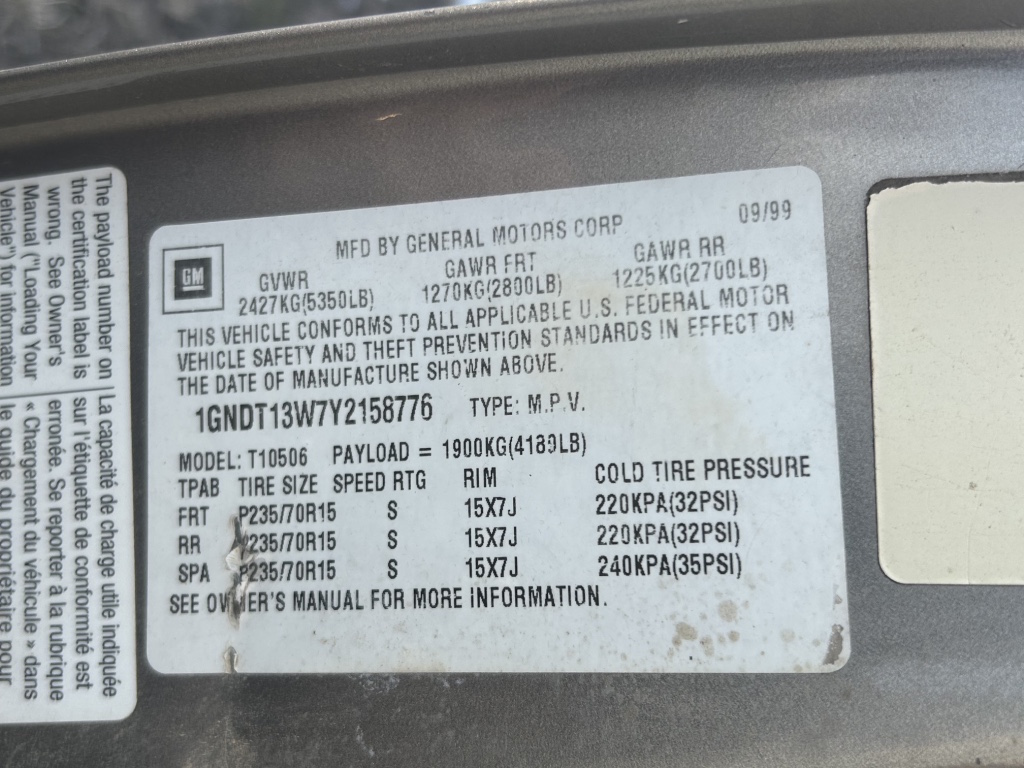 The payload number on
the certification label is
wrong. See Owner's
Manual ("Loading Your
Vehicle") for information
La capacité de charge utile indiquée
sur l'étiquette de conformité est
erronée. Se reporter à la rubrique
« Chargement du véhicule » dans
le guide du propriétaire pour
GM
MFD BY GENERAL MOTORS CORP 09/99
GVWR GAWR FRT GAWR RR
2427KG(5350LB) 1270KG(2800LB) 1225KG(2700LB)
THIS VEHICLE CONFORMS TO ALL APPLICABLE U.S. FEDERAL MOTOR
VEHICLE SAFETY AND THEFT PREVENTION STANDARDS IN EFFECT ON
THE DATE OF MANUFACTURE SHOWN ABOVE.
1GNDT13W7Y2158776 TYPE: M.P.V.
MODEL: T10506 PAYLOAD = 1900KG(4189LB)
TPAB TIRE SIZE SPEED RTG RIM COLD TIRE PRESSURE
FRT P235/70R15 S 15X7J 220KPA(32PSI)
RR P235/70R15 S 15X7J 220KPA(32PSI)
SPA P235/70R15 S 15X7J 240KPA(35PSI)
SEE OWNER'S MANUAL FOR MORE INFORMATION.